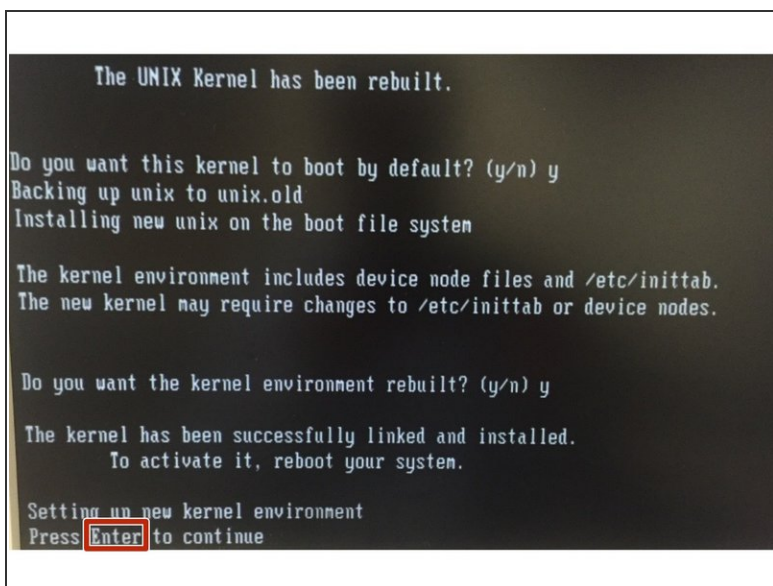 The UNIX Kernel has been rebuilt.
Do you want this kernel to boot by default? (y/n) y
Backing up unix to unix.old
Installing new unix on the boot file system
The kernel environment includes device node files and /etc/inittab.
The new kernel may require changes to /etc/inittab or device nodes.
Do you want the kernel environment rebuilt? (y/n) y
The kernel has been successfully linked and installed.
To activate it, reboot your system.
Setting up new kernel environment
Press Enter to continue